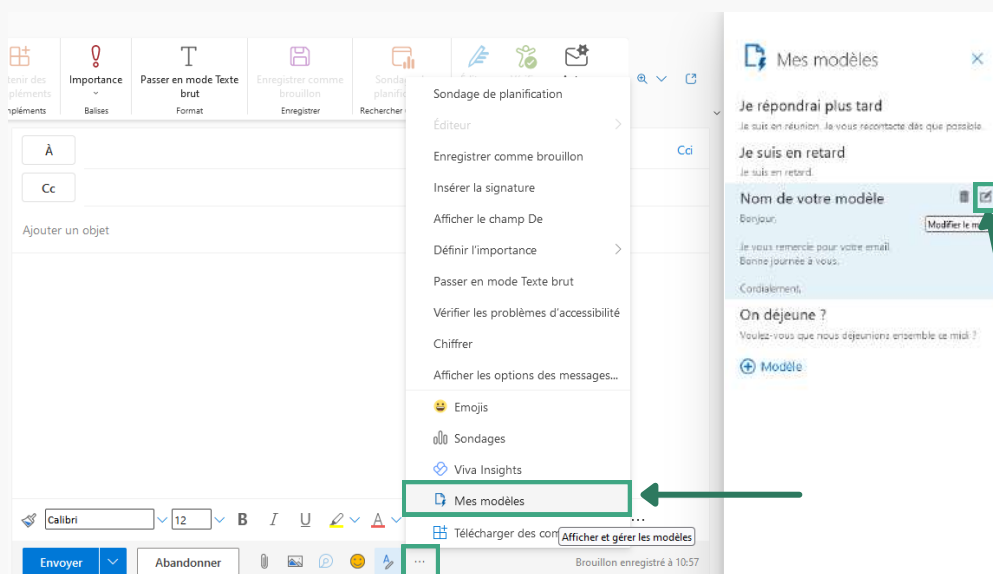 Importance
Passer en mode Texte
brut
Enregistrer comme
brouillon
Balises
Format
Enregistrer
Rechercher
À
Cci
Cc
Ajouter un objet
Sondage de planification
Éditeur
Enregistrer comme brouillon
Insérer la signature
Afficher le champ De
Définir l'importance
Passer en mode Texte brut
Vérifier les problèmes d'accessibilité
Chiffrer
Afficher les options des messages...
Emojis
Sondages
Viva Insights
Mes modèles
Télécharger des com
Afficher et gérer les modèles
Calibri
12
B I U A
...
Envoyer
Abandonner
...
Brouillon enregistré à 10:57
Mes modèles
Je répondrai plus tard
Je suis en réunion. Je vous recontacte dès que possible.
Je suis en retard
Je suis en retard.
Nom de votre modèle
Modifier le m
Bonjour,
Je vous remercie pour votre email.
Bonne journée à vous.
Cordialement,
On déjeune ?
Voulez-vous que nous déjeunions ensemble ce midi ?
Modèle